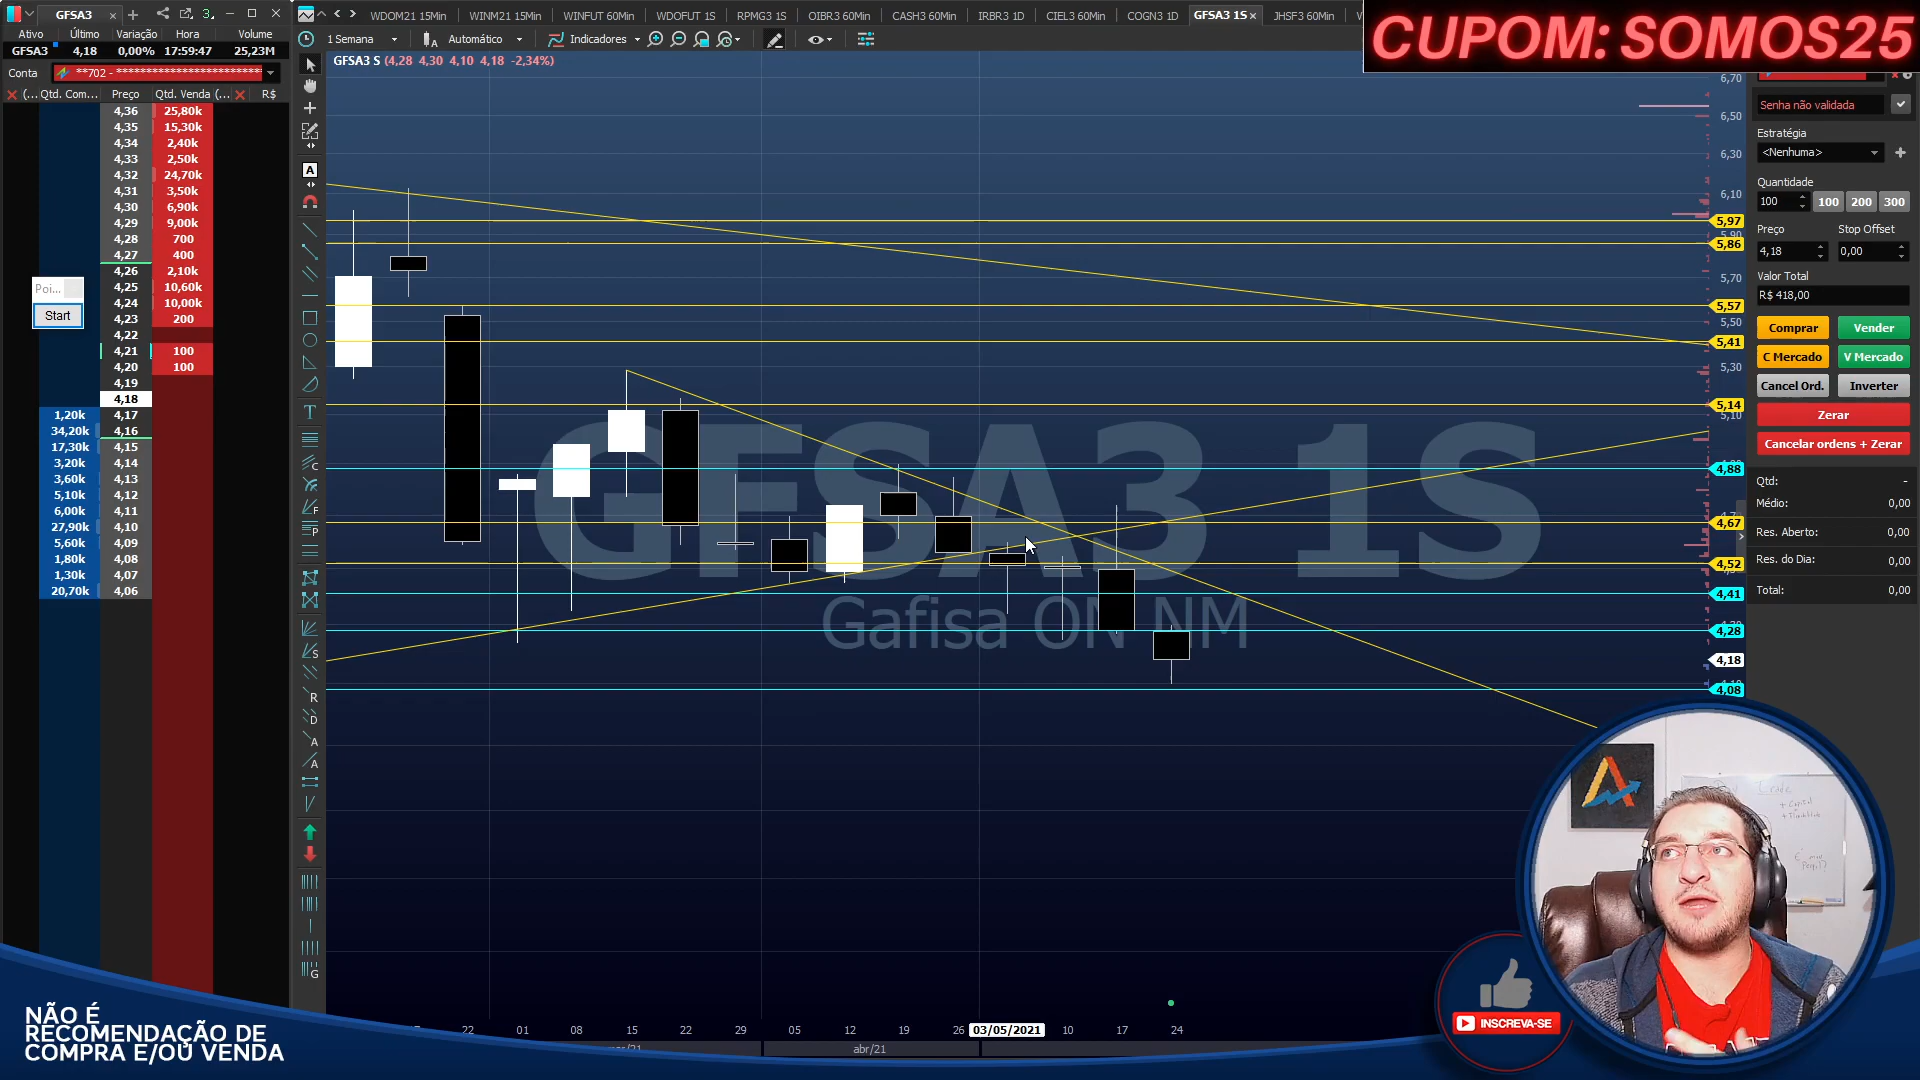 GFSA3
3
WDOM21 15Min
WINM21 15Min
WINFUT 60Min
WDOFUT 1S
RPMG3 1S
OIBR3 60Min
CASH3 60Min
IRBR3 1D
CIEL3 60Min
COGN3 1D
GFSA3 1S
JHSF3 60Min
CUPOM: SOMOS25
Ativo Último Variação Hora Volume
GFSA3 4,18 0,00% 17:59:47 25,23M
Conta **702 - **************************
(... Qtd. Com... Preço Qtd. Venda (... R$
4,36 25,80k
4,35 15,30k
4,34 2,40k
4,33 2,50k
4,32 24,70k
4,31 3,50k
4,30 6,90k
4,29 9,00k
4,28 700
4,27 400
4,26 2,10k
4,25 10,60k
4,24 10,00k
4,23 200
4,22
4,21 100
4,20 100
4,19
4,18
1,20k 4,17
34,20k 4,16
17,30k 4,15
3,20k 4,14
3,60k 4,13
5,10k 4,12
6,00k 4,11
27,90k 4,10
5,60k 4,09
1,80k 4,08
1,30k 4,07
20,70k 4,06
Poi...
Start
1 Semana
Automático
Indicadores
GFSA3 S (4,28 4,30 4,10 4,18 -2,34%)
GFSA3 1S
Gafisa ON NM
6,70
6,50
6,30
6,10
5,97
5,90
5,86
5,70
5,57
5,50
5,41
5,30
5,14
5,10
4,88
4,67
4,52
4,41
4,28
4,18
4,08
22 01 08 15 22 29 05 12 19 26 03/05/2021 10 17 24
abr/21
Senha não validada
Estratégia
<Nenhuma>
Quantidade
100 100 200 300
Preço Stop Offset
4,18 0,00
Valor Total
R$ 418,00
Comprar Vender
C Mercado V Mercado
Cancel Ord. Inverter
Zerar
Cancelar ordens + Zerar
Qtd: -
Médio: 0,00
Res. Aberto: 0,00
Res. do Dia: 0,00
Total: 0,00
Trade
+ Capital
INSCREVA-SE
NÃO É
RECOMENDAÇÃO DE
COMPRA E/OU VENDA